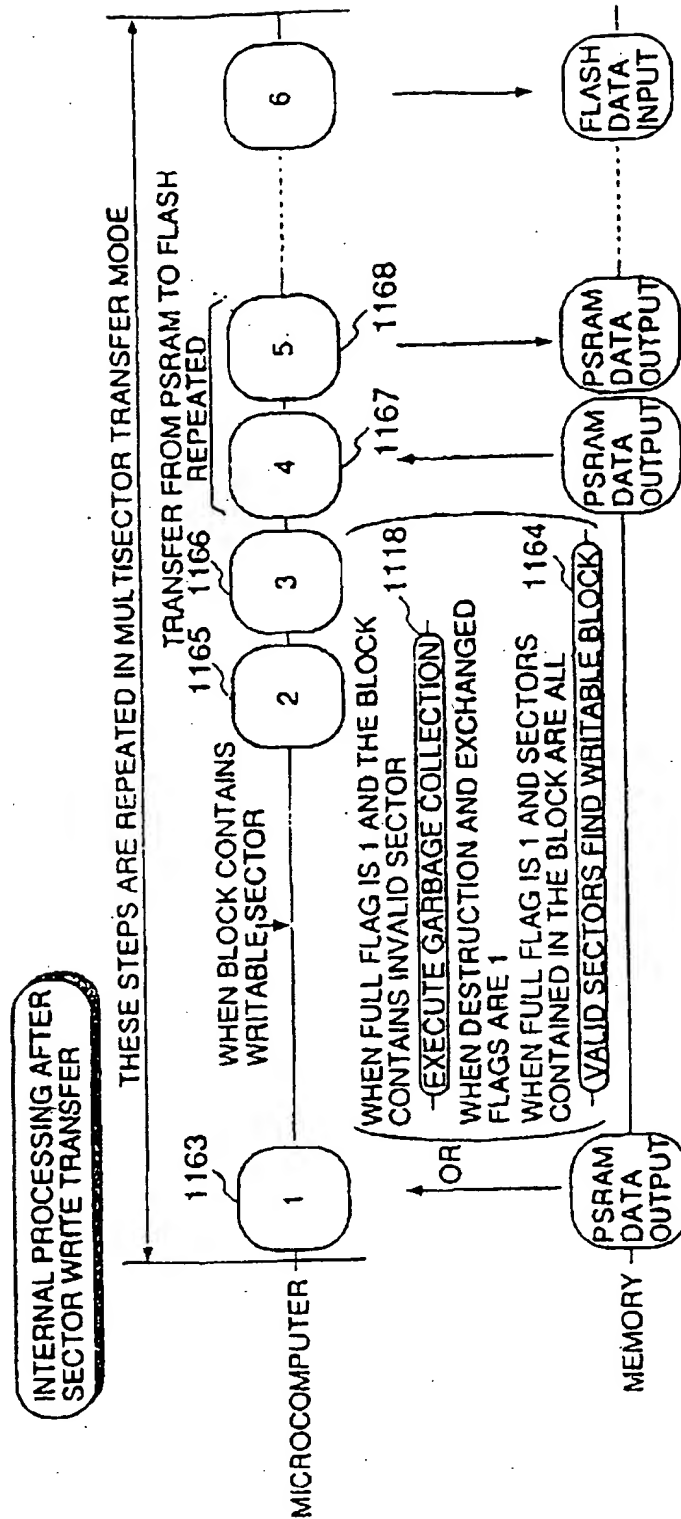 INTERNAL PROCESSING AFTER
SECTOR WRITE TRANSFER
THESE STEPS ARE REPEATED IN MULTISECTOR TRANSFER MODE
MICROCOMPUTER
1163
1
WHEN BLOCK CONTAINS
WRITABLE SECTOR
1165
2
1166
3
TRANSFER FROM PSRAM TO FLASH
REPEATED
4
1167
5
1168
6
OR
WHEN FULL FLAG IS 1 AND THE BLOCK
CONTAINS INVALID SECTOR
EXECUTE GARBAGE COLLECTION
1118
WHEN DESTRUCTION AND EXCHANGED
FLAGS ARE 1
WHEN FULL FLAG IS 1 AND SECTORS
CONTAINED IN THE BLOCK ARE ALL
1164
VALID SECTORS FIND WRITABLE BLOCK
MEMORY
PSRAM
DATA
OUTPUT
PSRAM
DATA
OUTPUT
PSRAM
DATA
OUTPUT
FLASH
DATA
INPUT